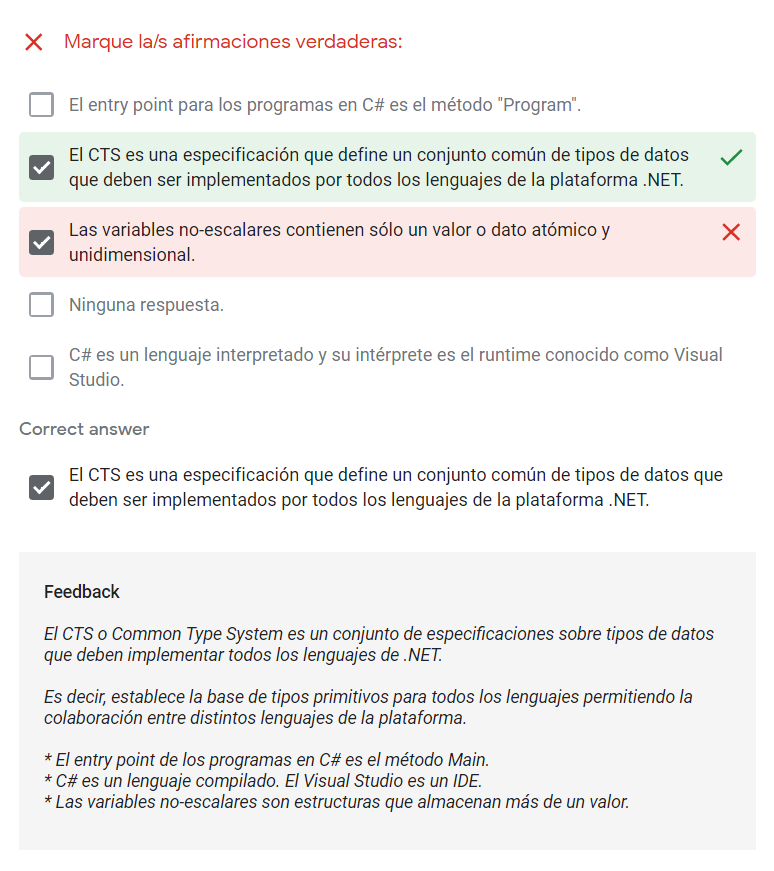 Marque la/s afirmaciones verdaderas:
El entry point para los programas en C# es el método "Program".
El CTS es una especificación que define un conjunto común de tipos de datos
que deben ser implementados por todos los lenguajes de la plataforma .NET.
Las variables no-escalares contienen sólo un valor o dato atómico y
unidimensional.
Ninguna respuesta.
C# es un lenguaje interpretado y su intérprete es el runtime conocido como Visual
Studio.
Correct answer
El CTS es una especificación que define un conjunto común de tipos de datos que
deben ser implementados por todos los lenguajes de la plataforma .NET.
Feedback
El CTS o Common Type System es un conjunto de especificaciones sobre tipos de datos
que deben implementar todos los lenguajes de .NET.
Es decir, establece la base de tipos primitivos para todos los lenguajes permitiendo la
colaboración entre distintos lenguajes de la plataforma.
* El entry point de los programas en C# es el método Main.
* C# es un lenguaje compilado. El Visual Studio es un IDE.
* Las variables no-escalares son estructuras que almacenan más de un valor.